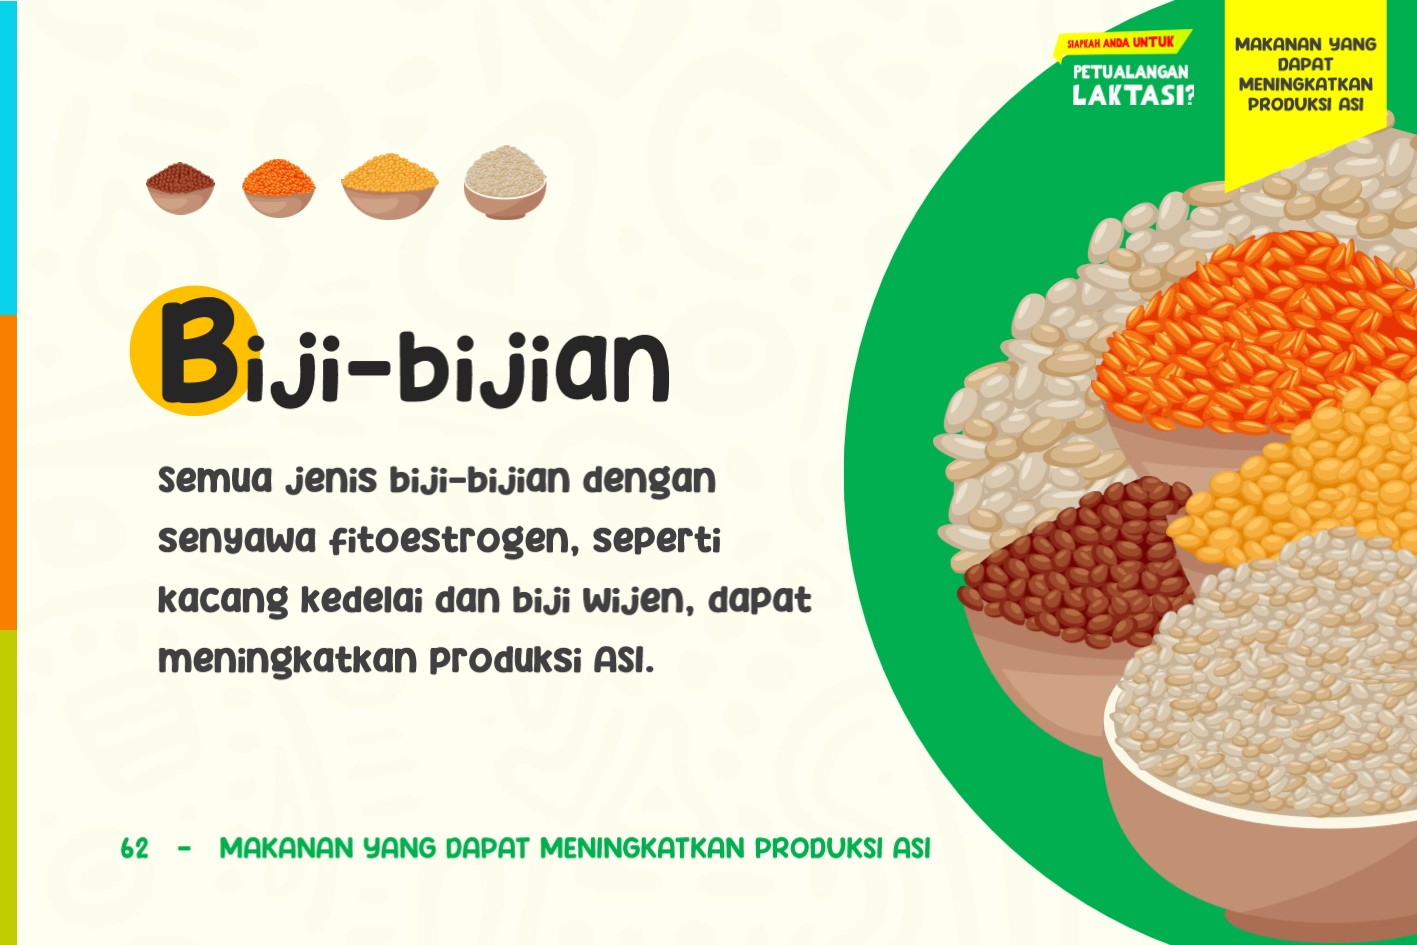 SIAPKAH ANDA UNTUK
PETUALANGAN
LAKTASI?
MAKANAN YANG
DAPAT
MENINGKATKAN
PRODUKSI ASI
Biji-bijian
Semua jenis biji-bijian dengan
senyawa fitoestrogen, seperti
kacang kedelai dan biji wijen, dapat
meningkatkan produksi ASI.
62 - MAKANAN YANG DAPAT MENINGKATKAN PRODUKSI ASI